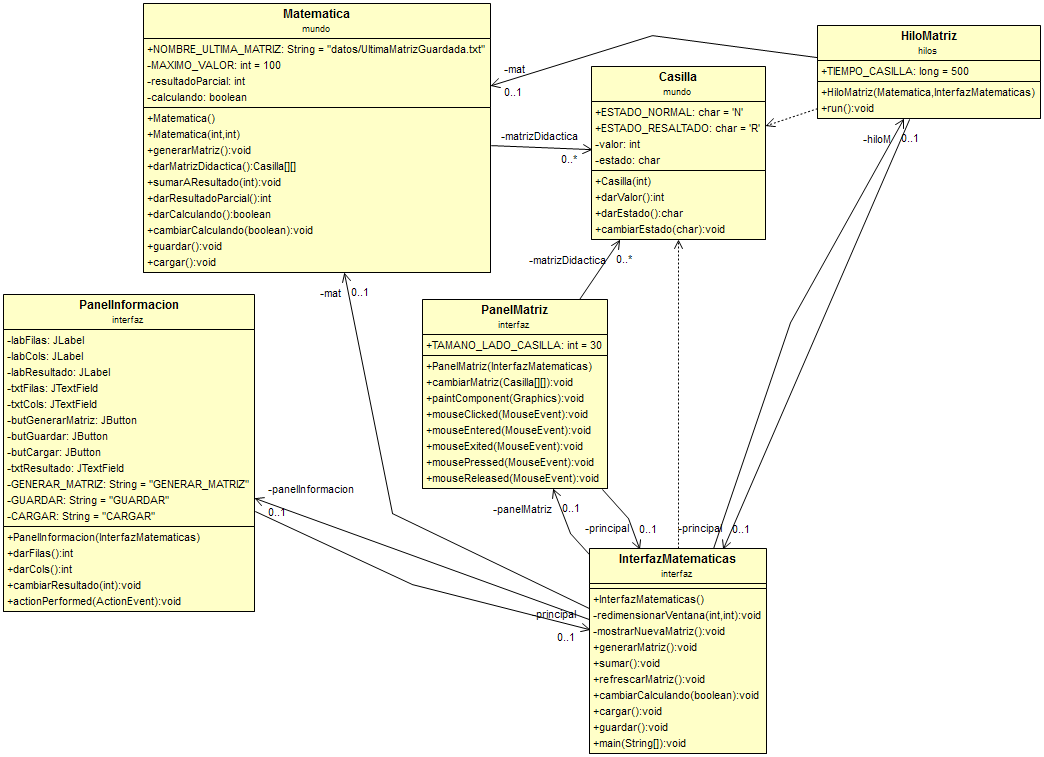 Matematica
mundo
+NOMBRE_ULTIMA_MATRIZ: String = "datos/UltimaMatrizGuardada.txt"
-MAXIMO_VALOR: int = 100
-resultadoParcial: int
-calculando: boolean
+Matematica()
+Matematica(int,int)
+generarMatriz():void
+darMatrizDidactica():Casilla[][]
+sumarAResultado(int):void
+darResultadoParcial():int
+darCalculando():boolean
+cambiarCalculando(boolean):void
+guardar():void
+cargar():void
-mat
0..1
-matrizDidactica
0..*
Casilla
mundo
+ESTADO_NORMAL: char = 'N'
+ESTADO_RESALTADO: char = 'R'
-valor: int
-estado: char
+Casilla(int)
+darValor():int
+darEstado():char
+cambiarEstado(char):void
HiloMatriz
hilos
+TIEMPO_CASILLA: long = 500
+HiloMatriz(Matematica,InterfazMatematicas)
+run():void
-hiloM
0..1
-matrizDidactica
0..*
-mat
0..1
PanelInformacion
interfaz
-labFilas: JLabel
-labCols: JLabel
-labResultado: JLabel
-txtFilas: JTextField
-txtCols: JTextField
-butGenerarMatriz: JButton
-butGuardar: JButton
-butCargar: JButton
-txtResultado: JTextField
-GENERAR_MATRIZ: String = "GENERAR_MATRIZ"
-GUARDAR: String = "GUARDAR"
-CARGAR: String = "CARGAR"
+PanelInformacion(InterfazMatematicas)
+darFilas():int
+darCols():int
+cambiarResultado(int):void
+actionPerformed(ActionEvent):void
-panelInformacion
0..1
PanelMatriz
interfaz
+TAMANO_LADO_CASILLA: int = 30
+PanelMatriz(InterfazMatematicas)
+cambiarMatriz(Casilla[][]):void
+paintComponent(Graphics):void
+mouseClicked(MouseEvent):void
+mouseEntered(MouseEvent):void
+mouseExited(MouseEvent):void
+mousePressed(MouseEvent):void
+mouseReleased(MouseEvent):void
-panelMatriz
0..1
-principal
0..1
-principal
0..1
-principal
0..1
InterfazMatematicas
interfaz
+InterfazMatematicas()
-redimensionarVentana(int,int):void
-mostrarNuevaMatriz():void
+generarMatriz():void
+sumar():void
+refrescarMatriz():void
+cambiarCalculando(boolean):void
+cargar():void
+guardar():void
+main(String[]):void